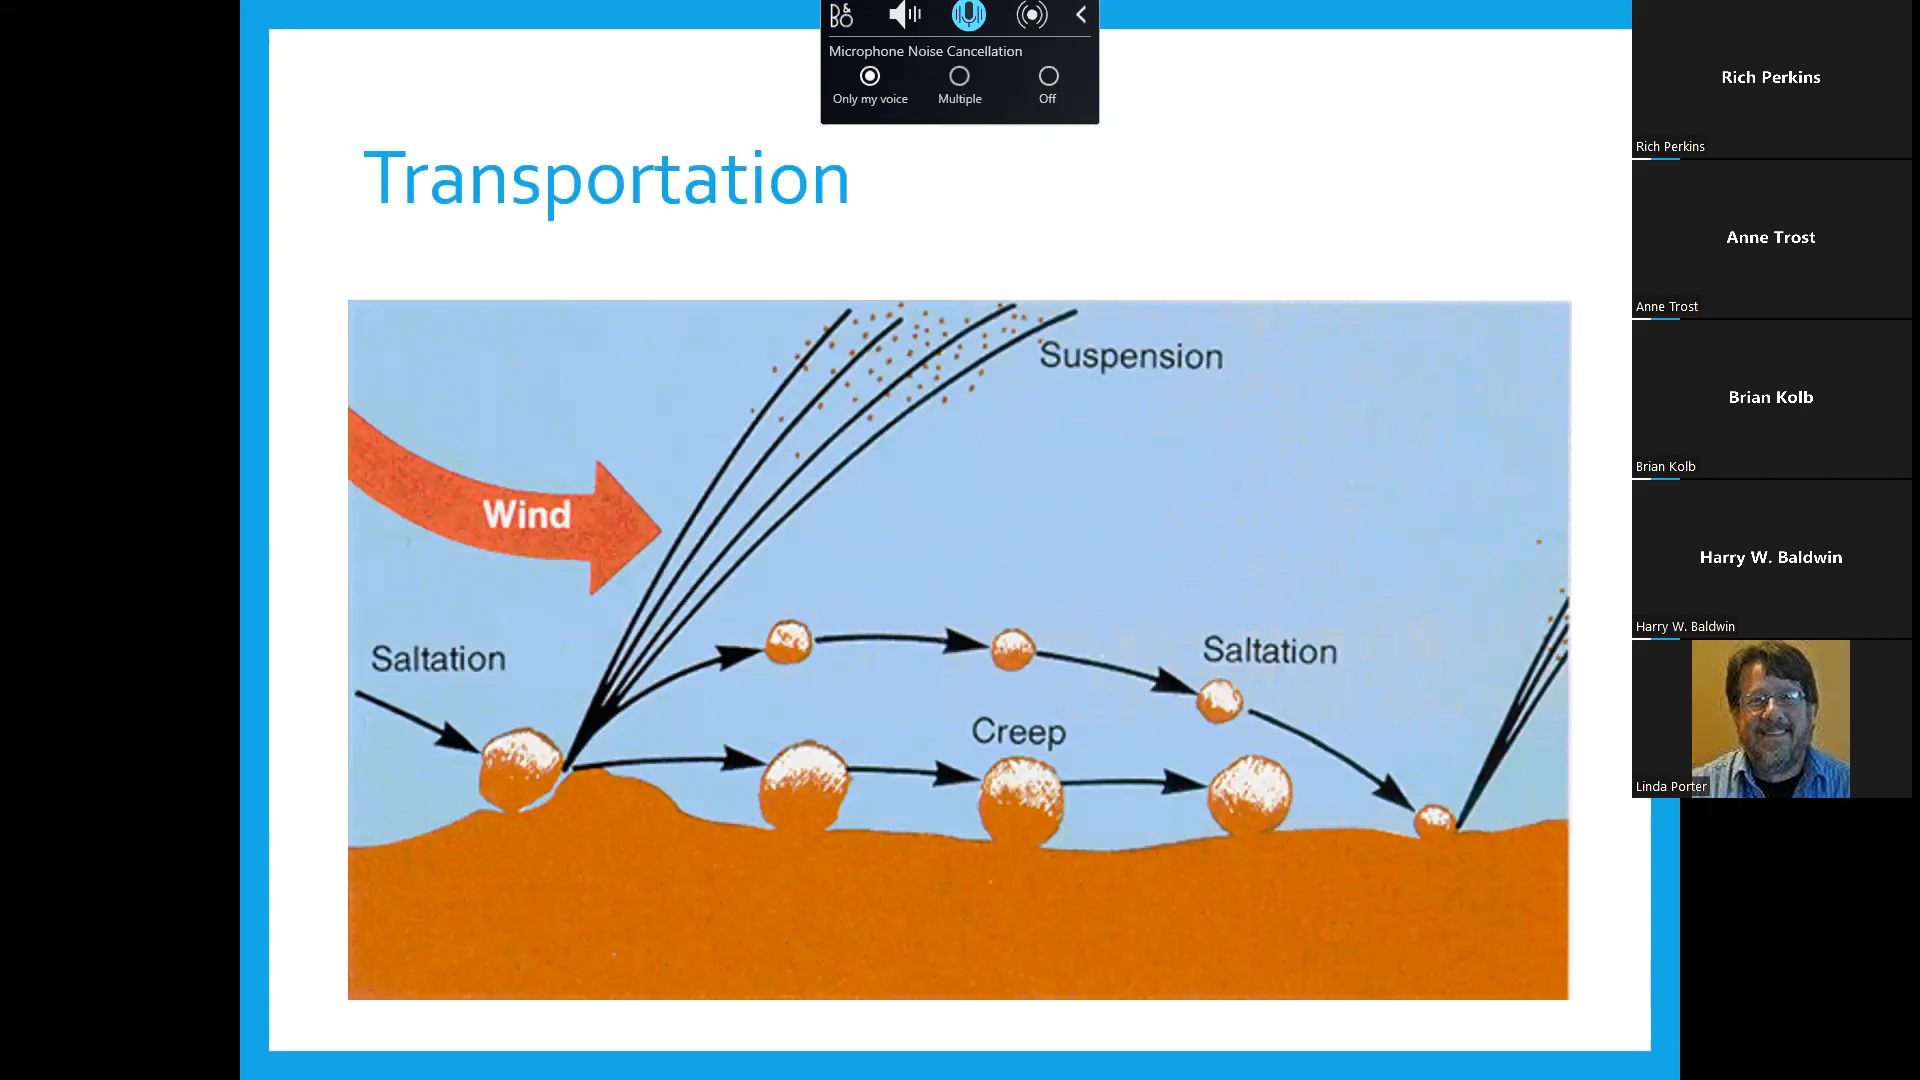 B&O
Microphone Noise Cancellation
Only my voice Multiple Off
Transportation
Suspension
Wind
Saltation
Saltation
Creep
Rich Perkins
Rich Perkins
Anne Trost
Anne Trost
Brian Kolb
Brian Kolb
Harry W. Baldwin
Harry W. Baldwin
Linda Porter